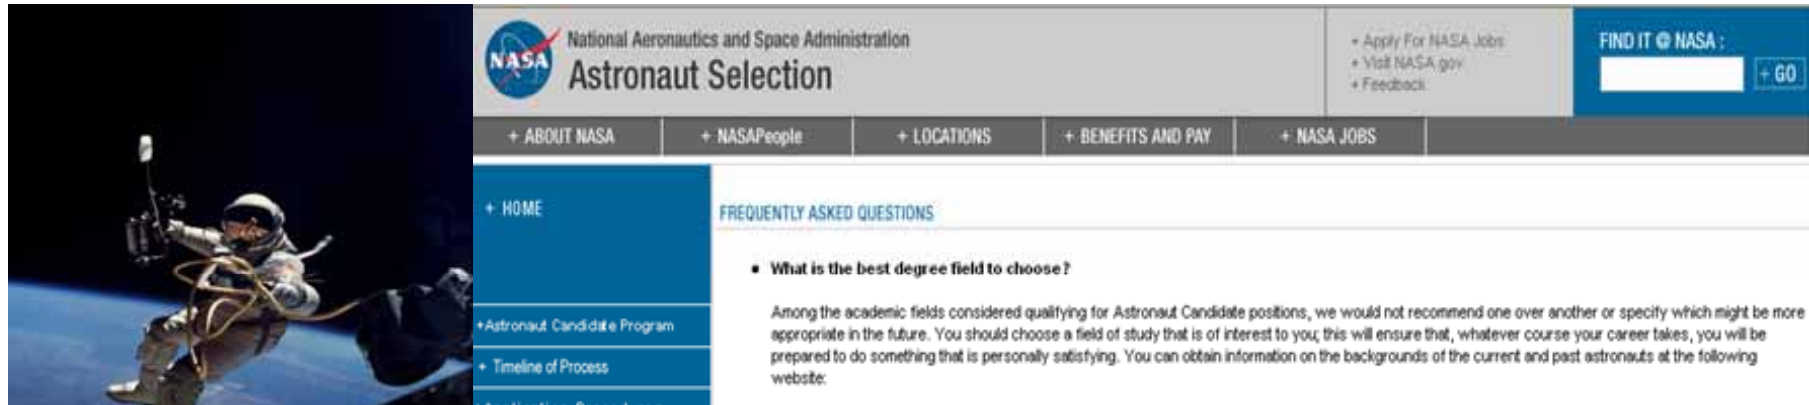 NASA
National Aeronautics and Space Administration
Astronaut Selection
+ Apply For NASA Jobs
+ Visit NASA.gov
+ Feedback
FIND IT @ NASA :
+ GO
+ ABOUT NASA
+ NASAPeople
+ LOCATIONS
+ BENEFITS AND PAY
+ NASA JOBS
+ HOME
+Astronaut Candidate Program
+ Timeline of Process
FREQUENTLY ASKED QUESTIONS
• What is the best degree field to choose?
Among the academic fields considered qualifying for Astronaut Candidate positions, we would not recommend one over another or specify which might be more
appropriate in the future. You should choose a field of study that is of interest to you; this will ensure that, whatever course your career takes, you will be
prepared to do something that is personally satisfying. You can obtain information on the backgrounds of the current and past astronauts at the following
website: